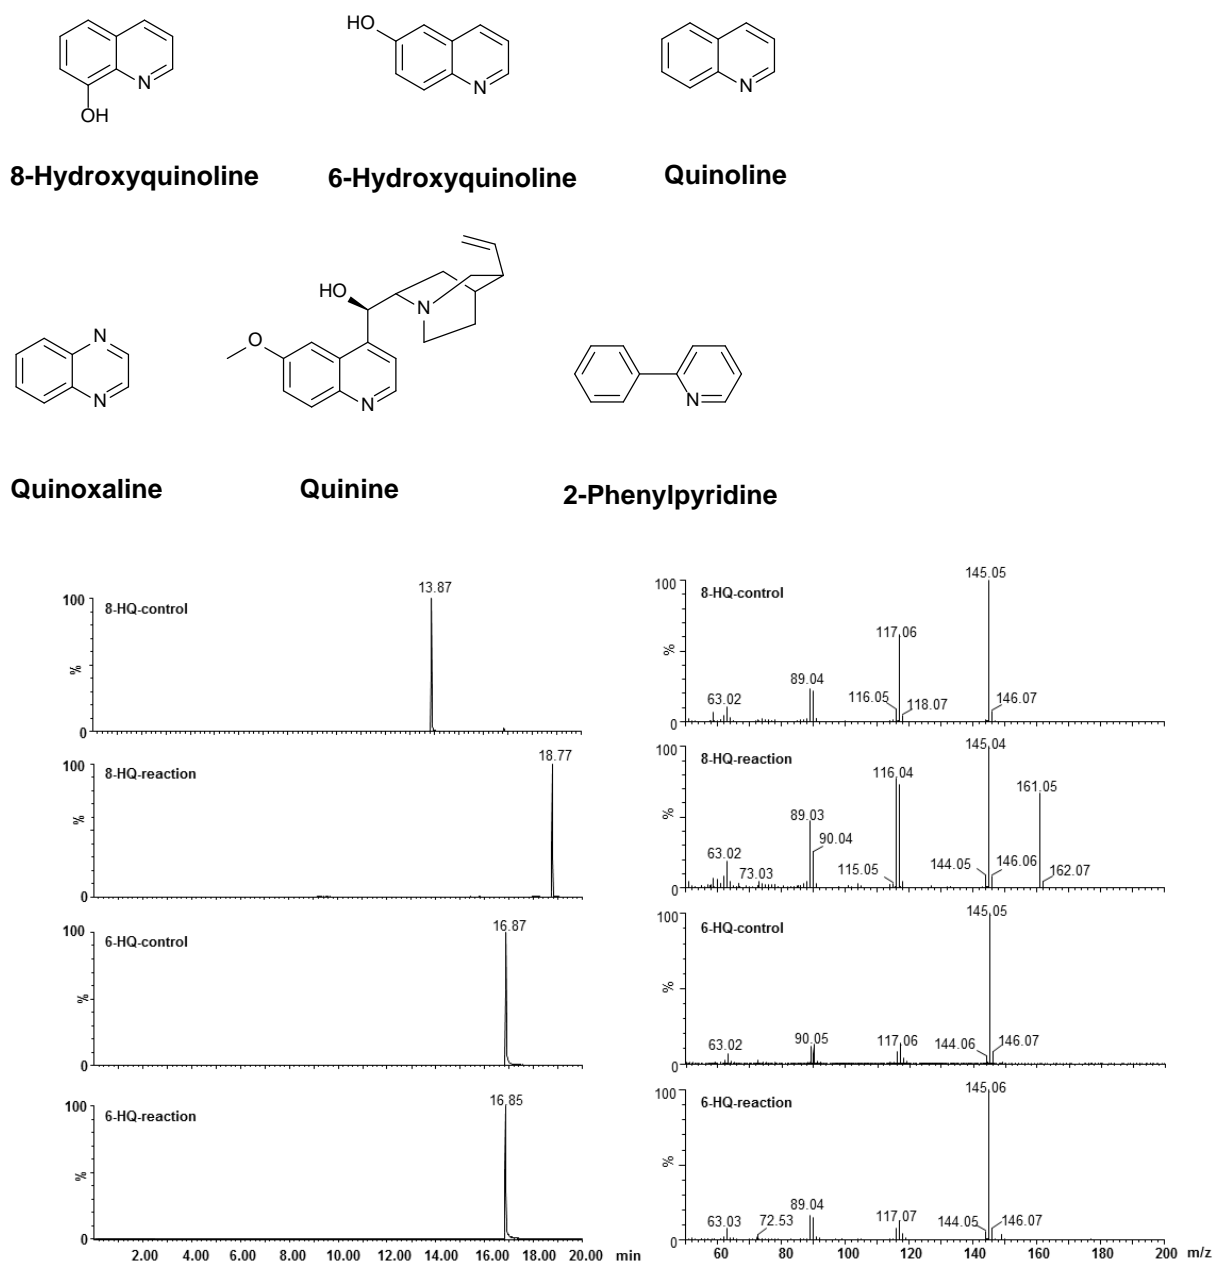 OH
N
HO
N
N
8-Hydroxyquinoline 6-Hydroxyquinoline Quinoline
HO
N
O
N
N
N
N
Quinoxaline Quinine 2-Phenylpyridine
13.87
100
8-HQ-control
%
0
18.77
100
8-HQ-reaction
%
0
16.87
100
6-HQ-control
%
0
16.85
100
6-HQ-reaction
%
0
2.00 4.00 6.00 8.00 10.00 12.00 14.00 16.00 18.00 20.00 min
145.05
100
8-HQ-control
117.06
%
89.04
63.02
116.05
118.07
146.07
0
145.04
100
8-HQ-reaction
116.04
161.05
%
89.03
90.04
63.02
73.03
115.05
144.05
146.06
162.07
0
145.05
100
6-HQ-control
%
63.02
90.05
117.06
144.06
146.07
0
145.06
100
6-HQ-reaction
%
63.03
72.53
89.04
117.07
144.05
146.07
0
60 80 100 120 140 160 180 200 m/z